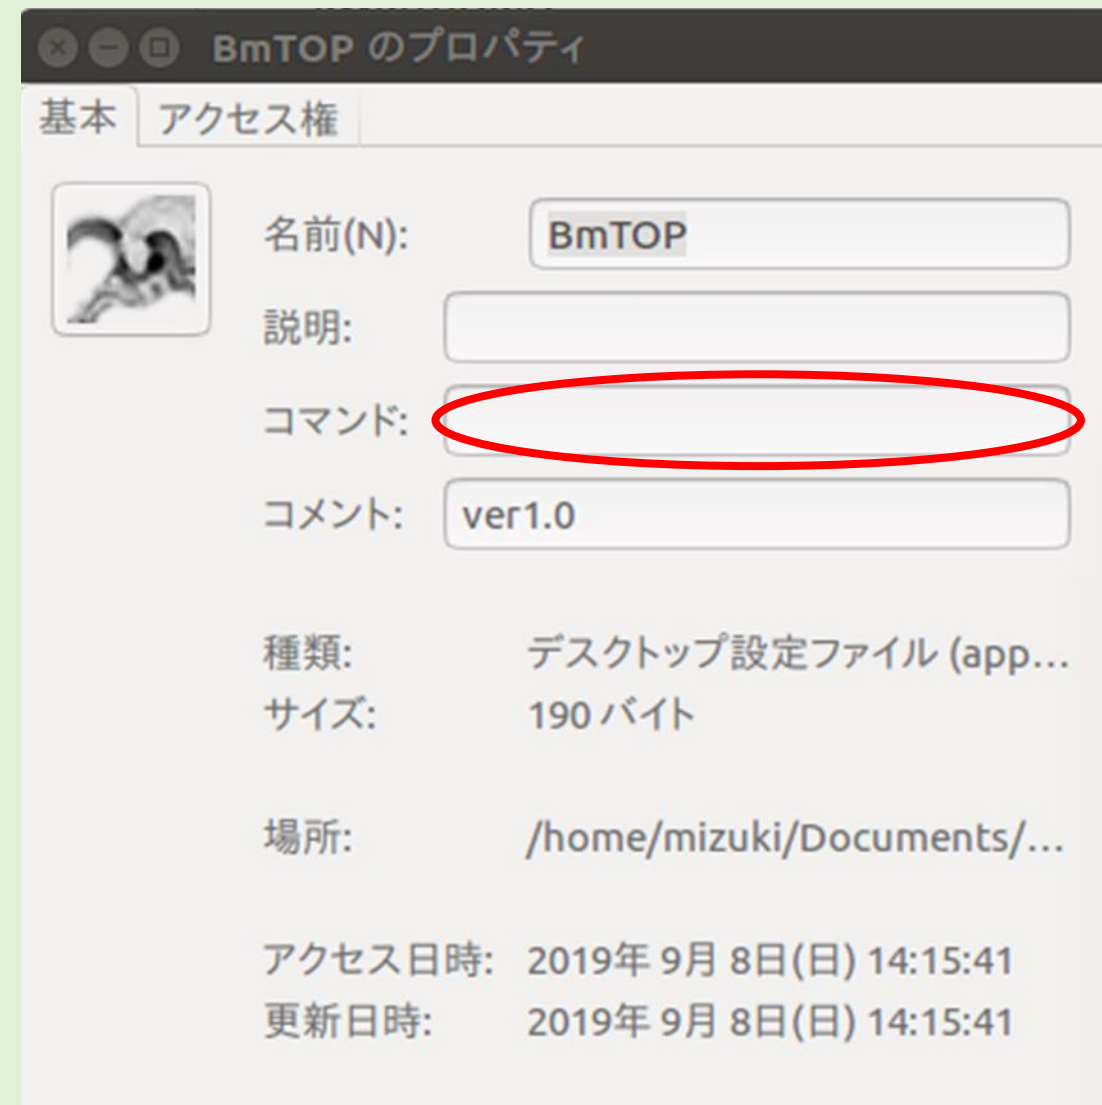 BmTOP のプロパティ
基本 アクセス権
名前(N): BmTOP
説明:
コマンド:
コメント: ver1.0
種類: デスクトップ設定ファイル (app...
サイズ: 190 バイト
場所: /home/mizuki/Documents/...
アクセス日時: 2019年 9月 8日(日) 14:15:41
更新日時: 2019年 9月 8日(日) 14:15:41